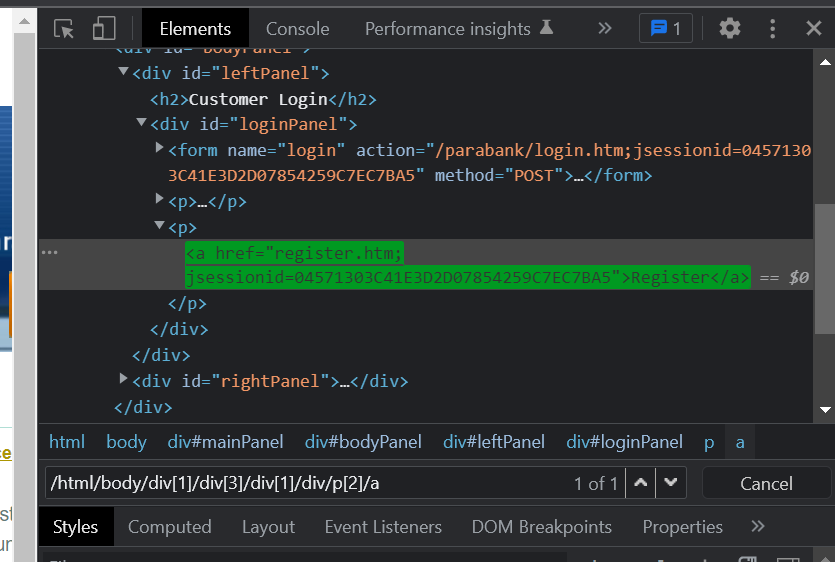 Elements Console Performance insights » 1
<div id="bodyPanel">
<div id="leftPanel">
<h2>Customer Login</h2>
<div id="loginPanel">
<form name="login" action="/parabank/login.htm;jsessionid=0457130
3C41E3D2D07854259C7EC7BA5" method="POST">…</form>
<p>…</p>
<p>
… <a href="register.htm;
jsessionid=04571303C41E3D2D07854259C7EC7BA5">Register</a> == $0
</p>
</div>
</div>
<div id="rightPanel">…</div>
</div>
html body div#mainPanel div#bodyPanel div#leftPanel div#loginPanel p a
/html/body/div[1]/div[3]/div[1]/div/p[2]/a 1 of 1 Cancel
Styles Computed Layout Event Listeners DOM Breakpoints Properties »